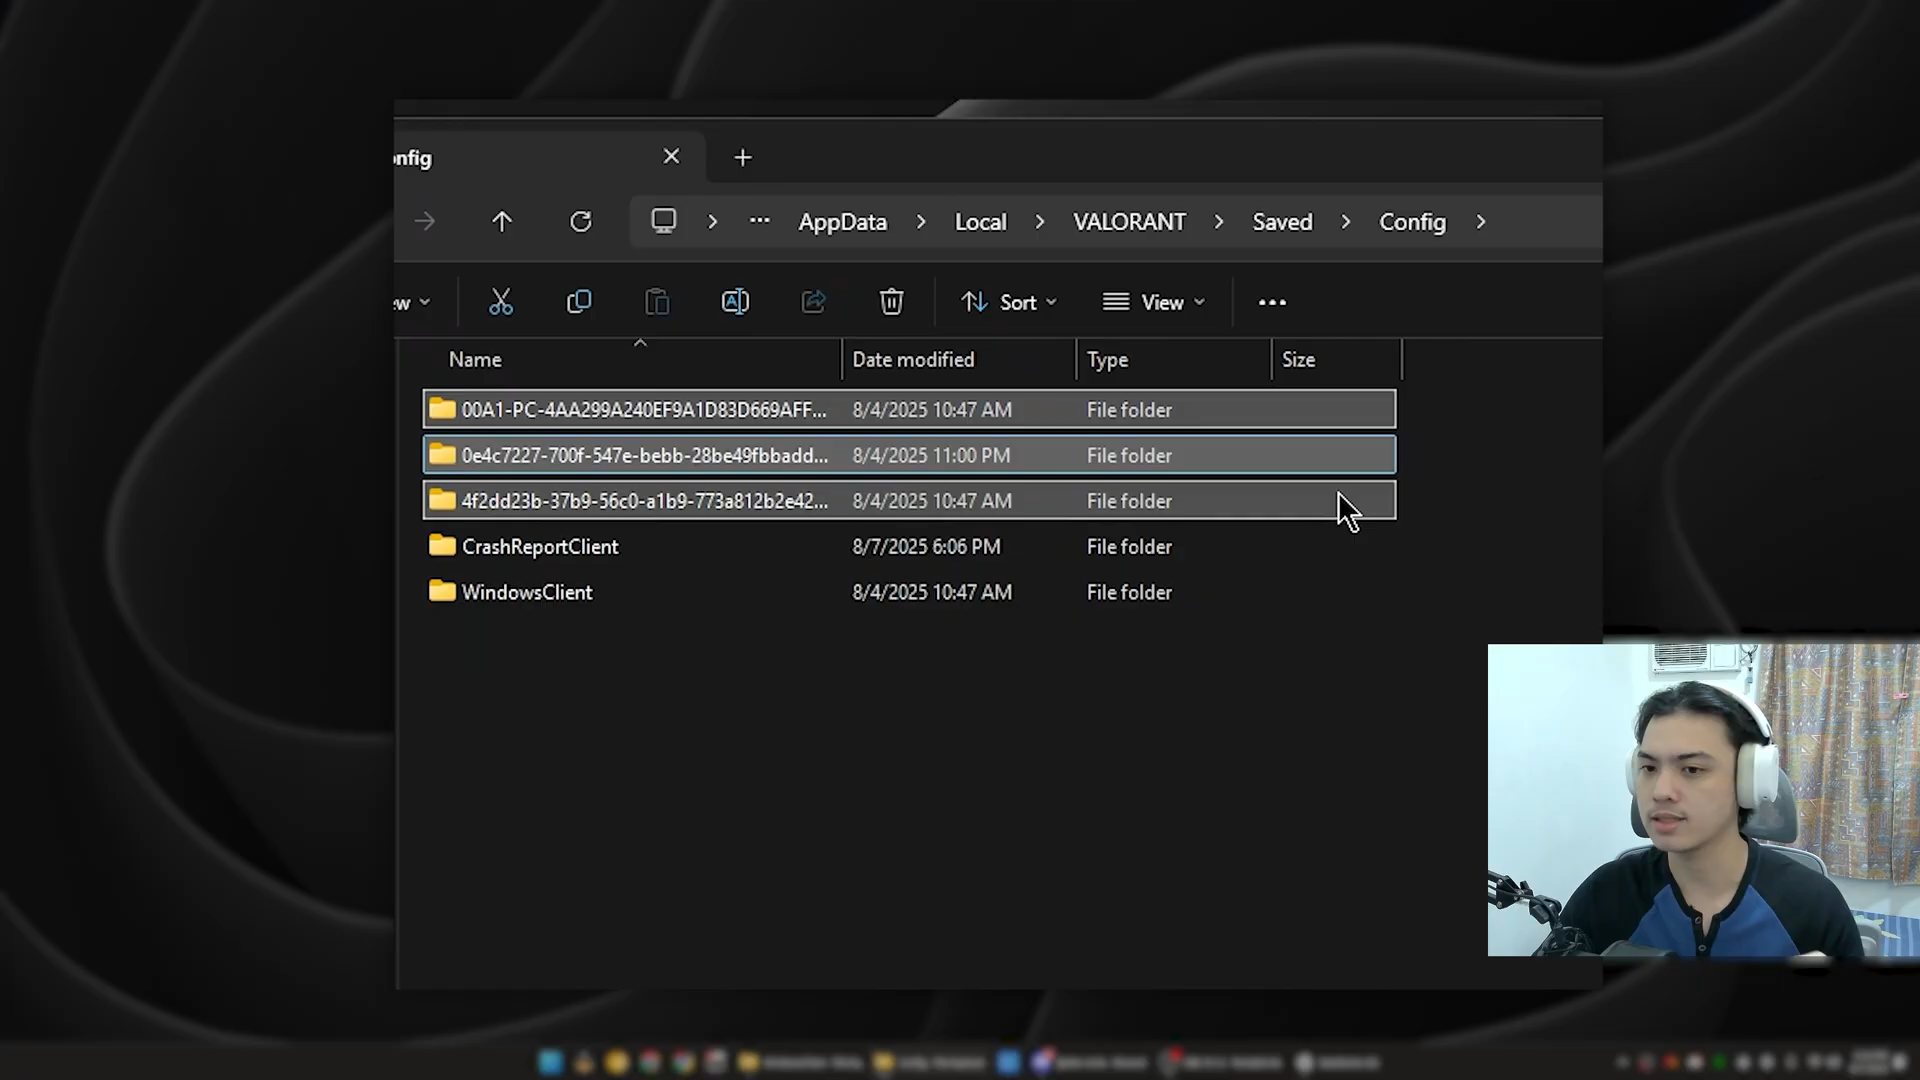 onfig
AppData Local VALORANT Saved Config
ew Sort View
Name Date modified Type Size
00A1-PC-4AA299A240EF9A1D83D669AFF... 8/4/2025 10:47 AM File folder
0e4c7227-700f-547e-bebb-28be49fbbadd... 8/4/2025 11:00 PM File folder
4f2dd23b-37b9-56c0-a1b9-773a812b2e42... 8/4/2025 10:47 AM File folder
CrashReportClient 8/7/2025 6:06 PM File folder
WindowsClient 8/4/2025 10:47 AM File folder